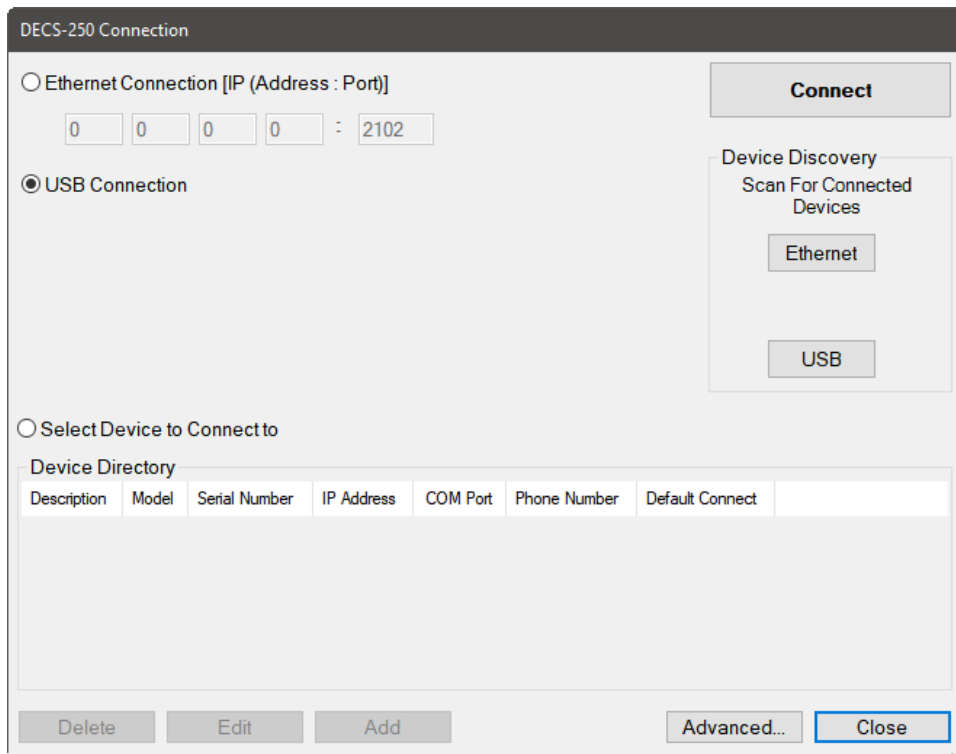 DECS-250 Connection
Ethernet Connection [IP (Address : Port)]
0 0 0 0 : 2102
Connect
USB Connection
Device Discovery
Scan For Connected
Devices
Ethernet
USB
Select Device to Connect to
Device Directory
Description Model Serial Number IP Address COM Port Phone Number Default Connect
Delete Edit Add Advanced... Close